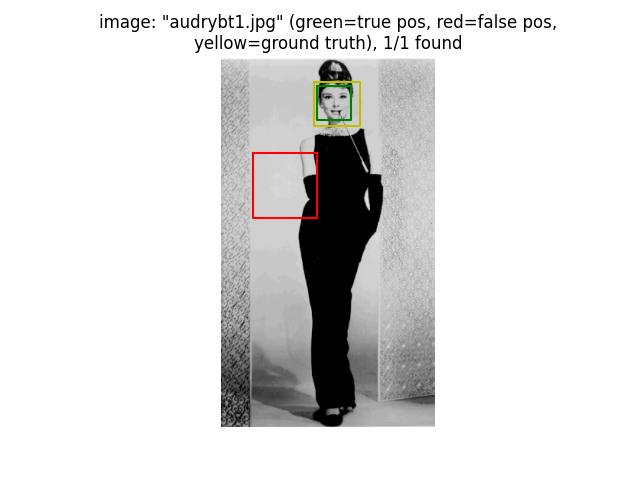 image: "audrybt1.jpg" (green=true pos, red=false pos,
yellow=ground truth), 1/1 found